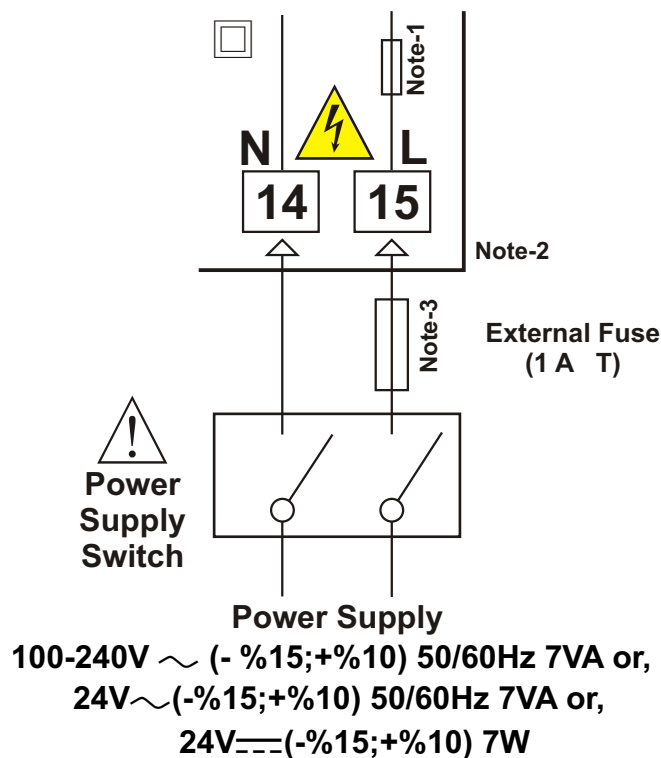 Note-1
N L
14 15
Note-2
Note-3
External Fuse
(1 A T)
Power
Supply
Switch
Power Supply
100-240V ~ (- %15;+%10) 50/60Hz 7VA or,
24V~(-%15;+%10) 50/60Hz 7VA or,
24V⎓(-%15;+%10) 7W